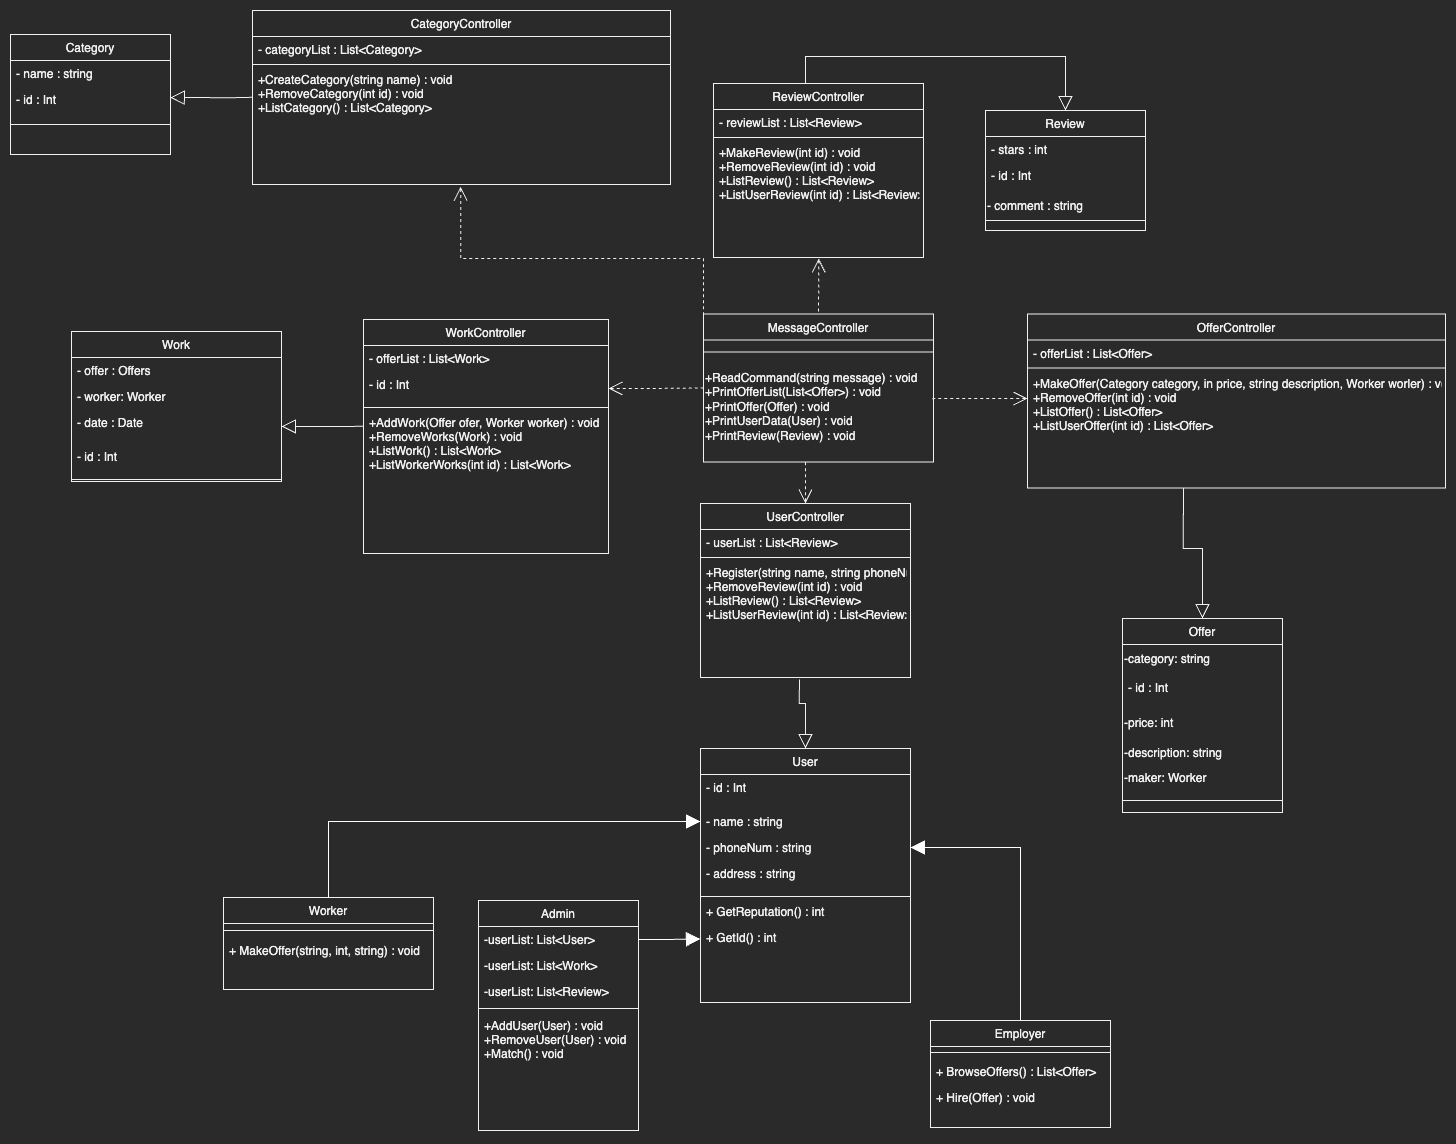 Category
- name : string
- id : Int
CategoryController
- categoryList : List<Category>
+CreateCategory(string name) : void
+RemoveCategory(int id) : void
+ListCategory() : List<Category>
ReviewController
- reviewList : List<Review>
+MakeReview(int id) : void
+RemoveReview(int id) : void
+ListReview() : List<Review>
+ListUserReview(int id) : List<Review:
Review
- stars : int
- id : Int
- comment : string
Work
- offer : Offers
- worker: Worker
- date : Date
- id : Int
WorkController
- offerList : List<Work>
- id : Int
+AddWork(Offer ofer, Worker worker) : void
+RemoveWorks(Work) : void
+ListWork() : List<Work>
+ListWorkerWorks(int id) : List<Work>
MessageController
+ReadCommand(string message) : void
+PrintOfferList(List<Offer>) : void
+PrintOffer(Offer) : void
+PrintUserData(User) : void
+PrintReview(Review) : void
OfferController
- offerList : List<Offer>
+MakeOffer(Category category, in price, string description, Worker worler) : v
+RemoveOffer(int id) : void
+ListOffer() : List<Offer>
+ListUserOffer(int id) : List<Offer>
UserController
- userList : List<Review>
+Register(string name, string phoneN
+RemoveReview(int id) : void
+ListReview() : List<Review>
+ListUserReview(int id) : List<Review:
Offer
-category: string
- id : Int
-price: int
-description: string
-maker: Worker
User
- id : Int
- name : string
- phoneNum : string
- address : string
+ GetReputation() : int
+ GetId() : int
Worker
+ MakeOffer(string, int, string) : void
Admin
-userList: List<User>
-userList: List<Work>
-userList: List<Review>
+AddUser(User) : void
+RemoveUser(User) : void
+Match() : void
Employer
+ BrowseOffers() : List<Offer>
+ Hire(Offer) : void